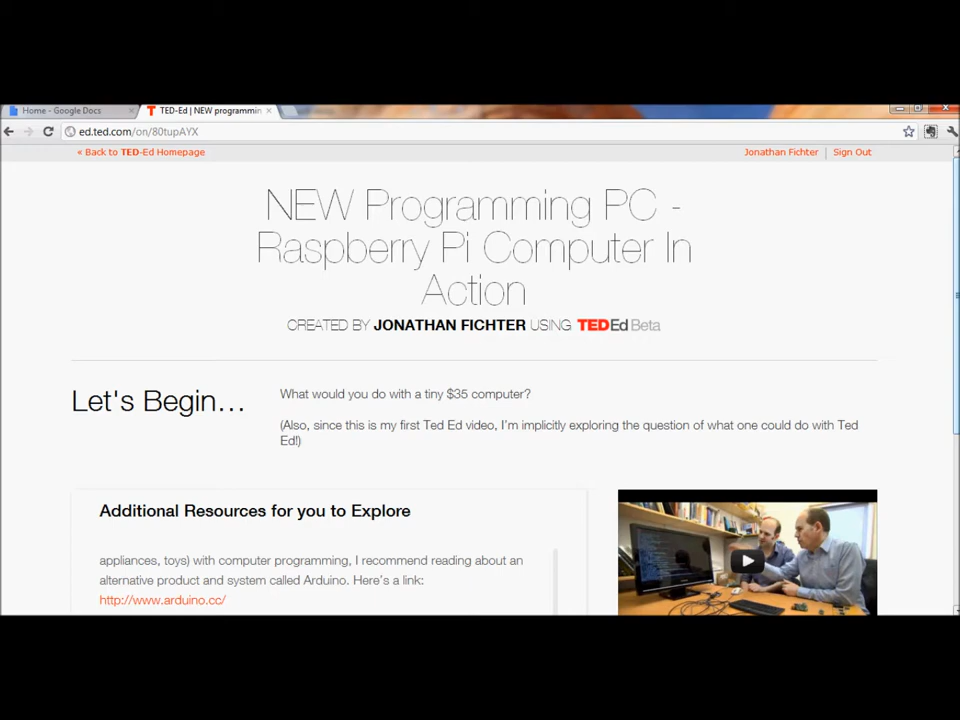 Home - Google Docs
TED-Ed | NEW programmin
ed.ted.com/on/80tupAYX
« Back to TED-Ed Homepage
Jonathan Fichter | Sign Out
NEW Programming PC -
Raspberry Pi Computer In
Action
CREATED BY JONATHAN FICHTER USING TEDEd Beta
Let's Begin...
What would you do with a tiny $35 computer?
(Also, since this is my first Ted Ed video, I'm implicitly exploring the question of what one could do with Ted
Ed!)
Additional Resources for you to Explore
appliances, toys) with computer programming, I recommend reading about an
alternative product and system called Arduino. Here's a link:
http://www.arduino.cc/